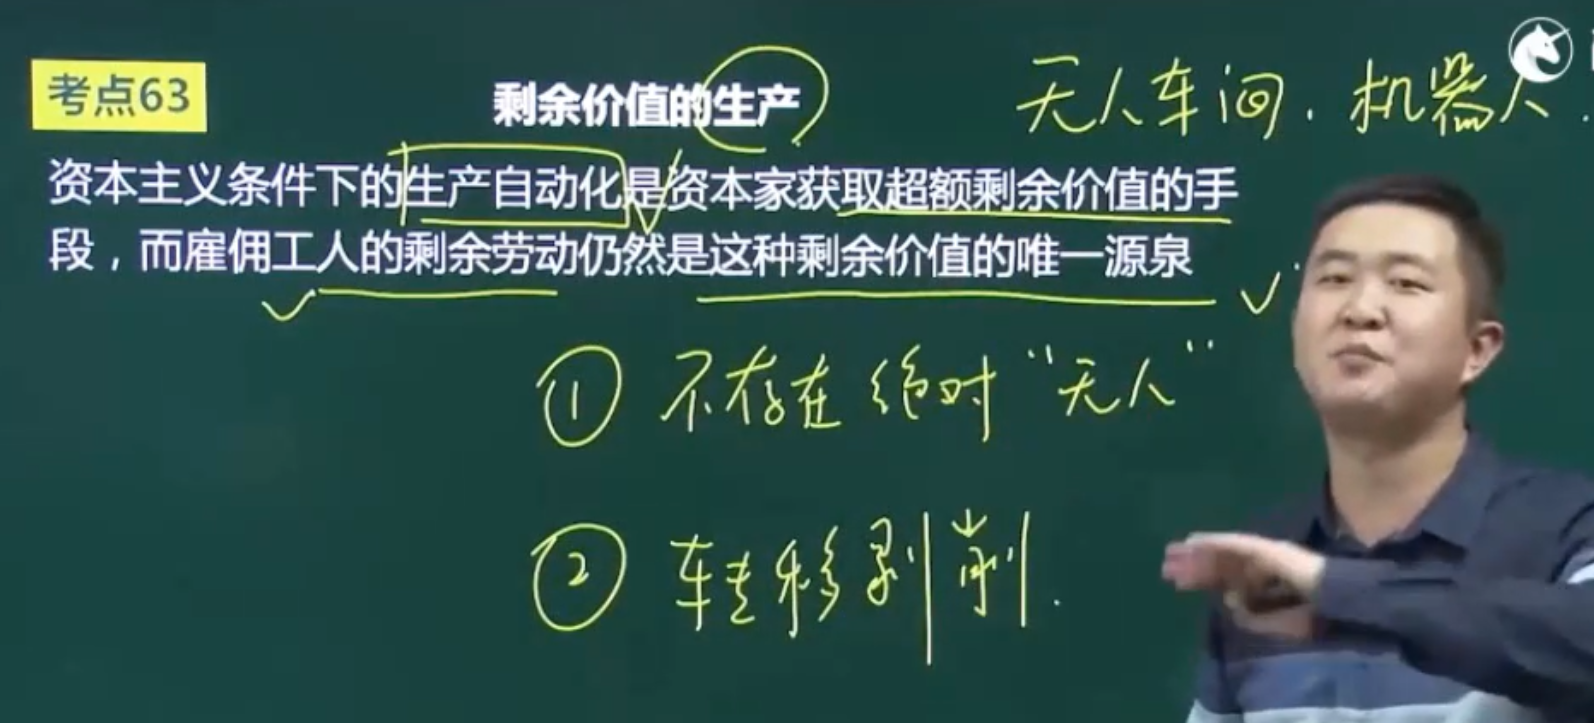 考点63
剩余价值的生产
无人车间.机器人.
资本主义条件下的生产自动化是资本家获取超额剩余价值的手
段，而雇佣工人的剩余劳动仍然是这种剩余价值的唯一源泉
① 不存在绝对“无人”
② 转移剥削.